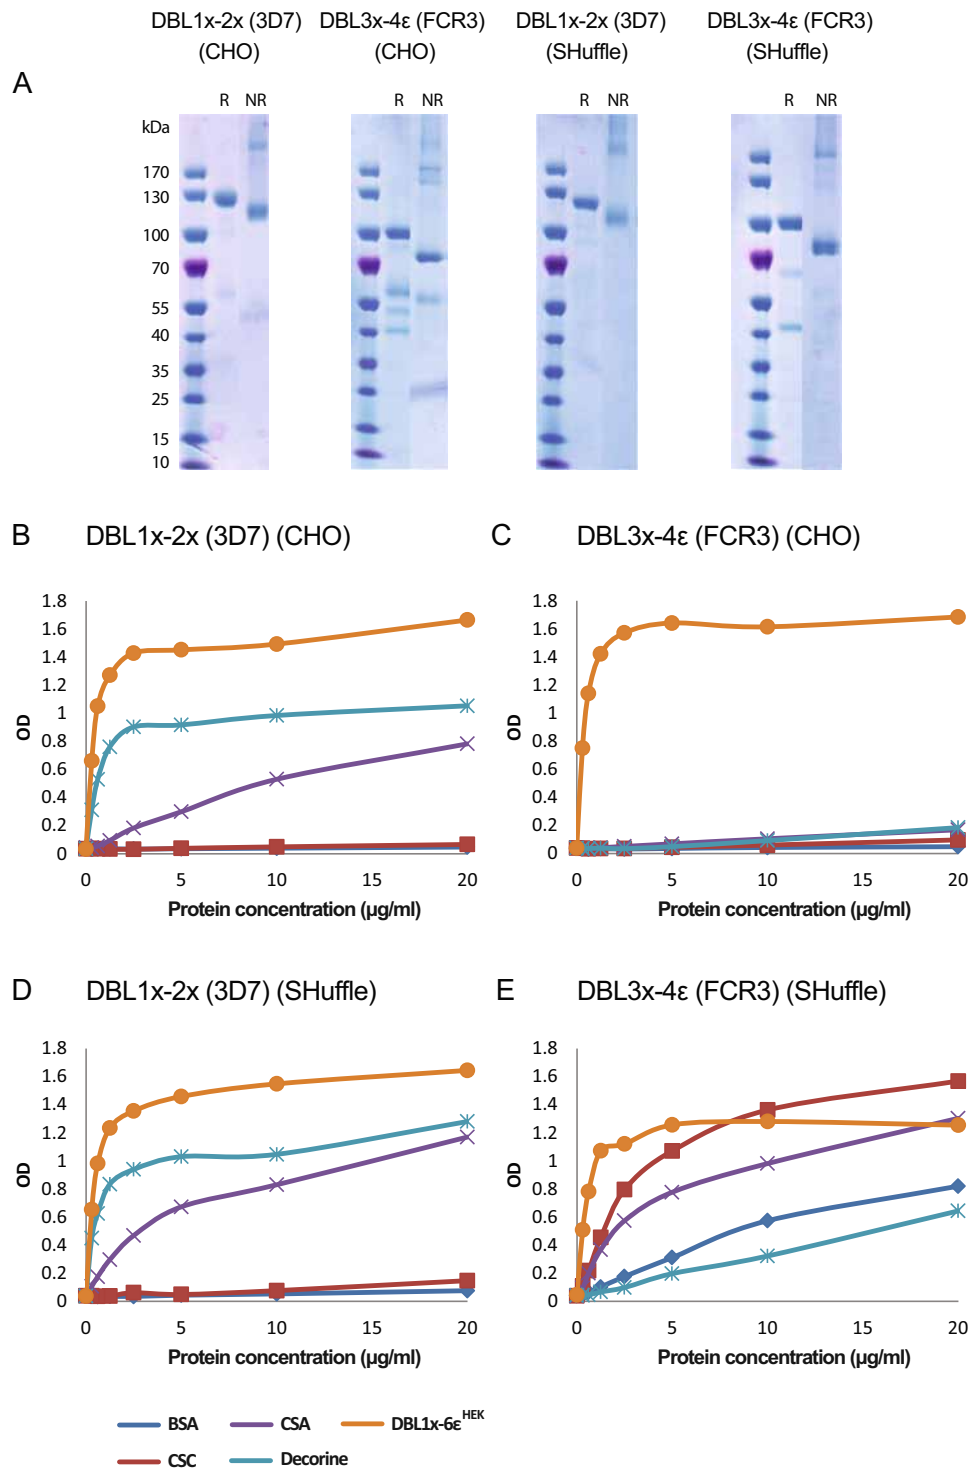 DBL1x-2x (3D7) DBL3x-4ε (FCR3) DBL1x-2x (3D7) DBL3x-4ε (FCR3)
(CHO) (CHO) (SHuffle) (SHuffle)
A
R NR R NR R NR R NR
kDa
170
130
100
70
55
40
35
25
15
10
B DBL1x-2x (3D7) (CHO)
1.8
1.6
1.4
1.2
1
0.8
0.6
0.4
0.2
0
OD
0 5 10 15 20
Protein concentration (µg/ml)
C DBL3x-4ε (FCR3) (CHO)
1.8
1.6
1.4
1.2
1
0.8
0.6
0.4
0.2
0
OD
0 5 10 15 20
Protein concentration (µg/ml)
D DBL1x-2x (3D7) (SHuffle)
1.8
1.6
1.4
1.2
1
0.8
0.6
0.4
0.2
0
OD
0 5 10 15 20
Protein concentration (µg/ml)
E DBL3x-4ε (FCR3) (SHuffle)
1.8
1.6
1.4
1.2
1
0.8
0.6
0.4
0.2
0
OD
0 5 10 15 20
Protein concentration (µg/ml)
BSA CSA DBL1x-6ε^HEK
CSC Decorine